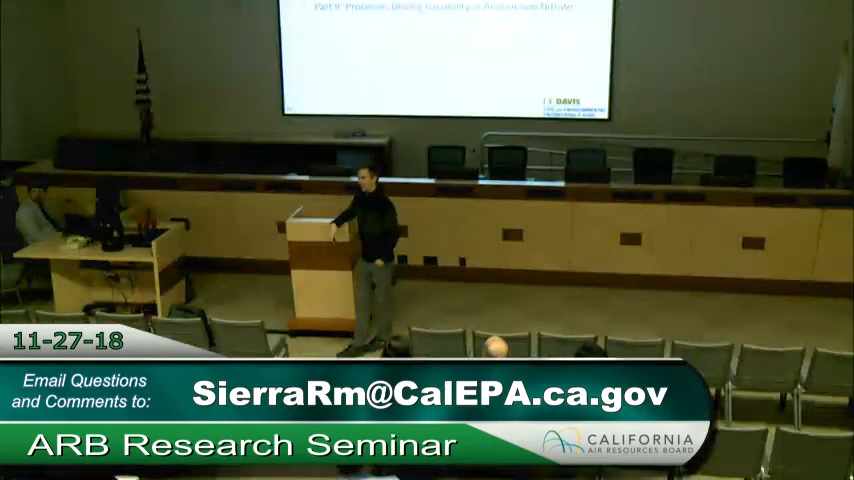 Part II: Processes Driving Variability in Ammonium-Nitrate
DAVIS
11-27-18
Email Questions
and Comments to:
SierraRm@CalEPA.ca.gov
ARB Research Seminar
CALIFORNIA
AIR RESOURCES BOARD